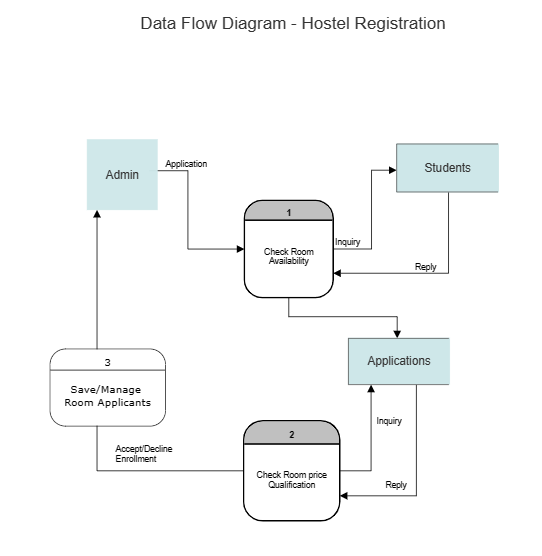 Data Flow Diagram - Hostel Registration
Admin
Application
Students
1
Check Room
Availability
Inquiry
Reply
Applications
3
Save/Manage
Room Applicants
Accept/Decline
Enrollment
2
Check Room price
Qualification
Inquiry
Reply